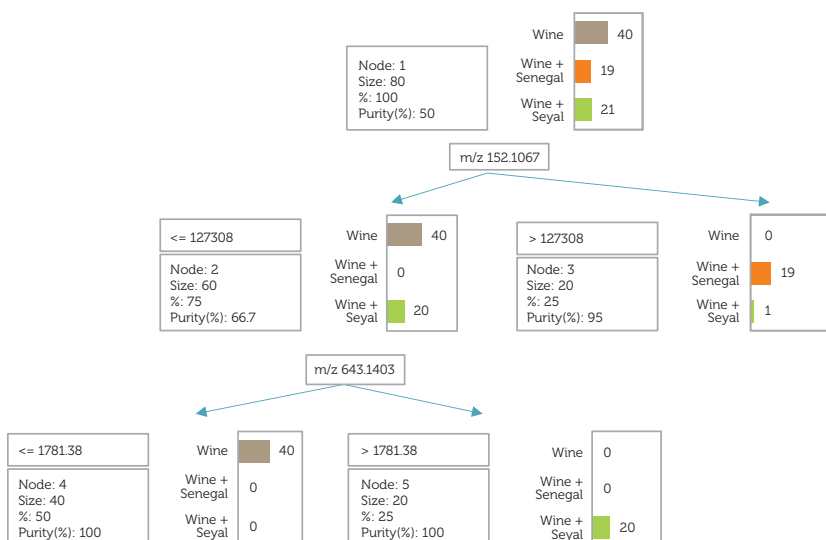 Wine 40
Node: 1
Size: 80
%: 100
Purity(%): 50
Wine +
Senegal 19
Wine +
Seyal 21
m/z 152.1067
<= 127308
Node: 2
Size: 60
%: 75
Purity(%): 66.7
Wine 40
Wine +
Senegal 0
Wine +
Seyal 20
> 127308
Node: 3
Size: 20
%: 25
Purity(%): 95
Wine 0
Wine +
Senegal 19
Wine +
Seyal 1
m/z 643.1403
<= 1781.38
Node: 4
Size: 40
%: 50
Purity(%): 100
Wine 40
Wine +
Senegal 0
Wine +
Seyal 0
> 1781.38
Node: 5
Size: 20
%: 25
Purity(%): 100
Wine 0
Wine +
Senegal 0
Wine +
Seyal 20